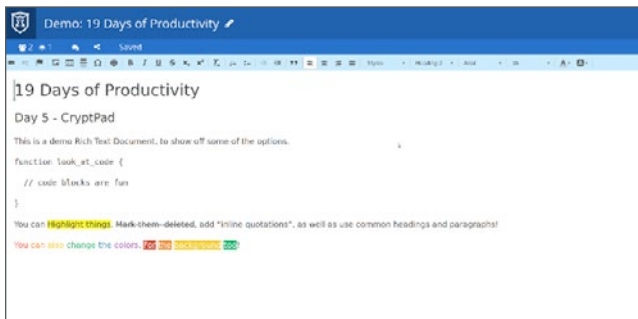 Demo: 19 Days of Productivity
2 1 Saved
19 Days of Productivity
Day 5 - CryptPad
This is a demo Rich Text Document, to show off some of the options.
function look_at_code {
// code blocks are fun
}
You can Highlight things. Mark them deleted, add "Inline quotations", as well as use common headings and paragraphs!
You can also change the colors. For the background too!